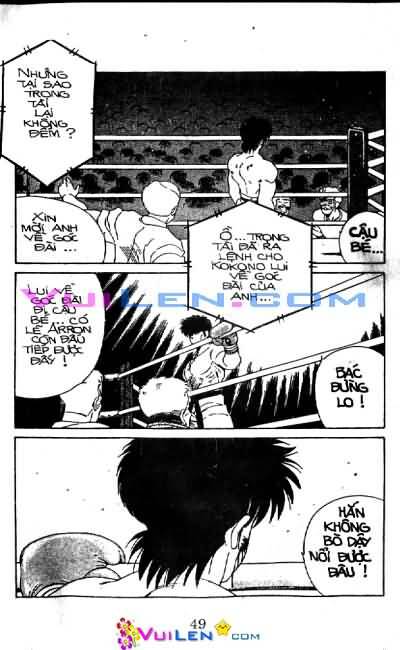 NHƯNG
TẠI SAO
TRỌNG
TÀI
LẠI
KHÔNG
ĐẾM ?
XIN
MỜI ANH
VỀ GÓC
ĐÀI ...
Ồ ... TRỌNG
TÀI ĐÃ RA
LỆNH CHO
KOKONO LUI
VỀ GÓC
ĐÀI CỦA
ANH ...
CẬU
BÉ ...
LUI VỀ
GÓC ĐÀI
ĐI, CẬU
BÉ ... CÓ
LẼ AIRRON
CÒN ĐẤU
TIẾP ĐƯỢC
ĐẤY !
VUILEN.COM
BÁC
ĐỪNG
LO !
HẮN
KHÔNG
BÒ DẬY
NỔI ĐƯỢC
ĐÂU !
49
VUILEN.COM